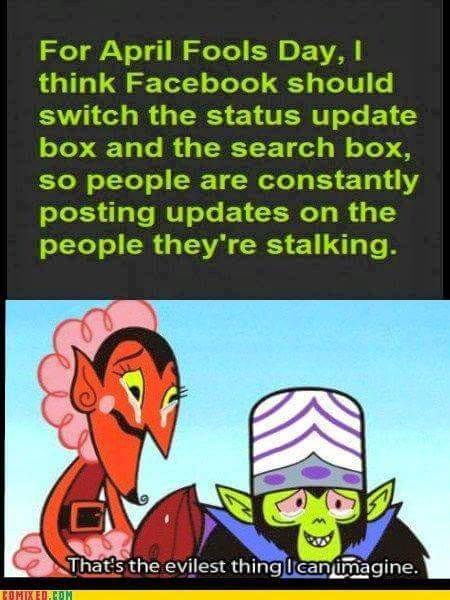 For April Fools Day, I
think Facebook should
switch the status update
box and the search box,
so people are constantly
posting updates on the
people they're stalking.
That's the evilest thing I can imagine.
COMIXED.COM